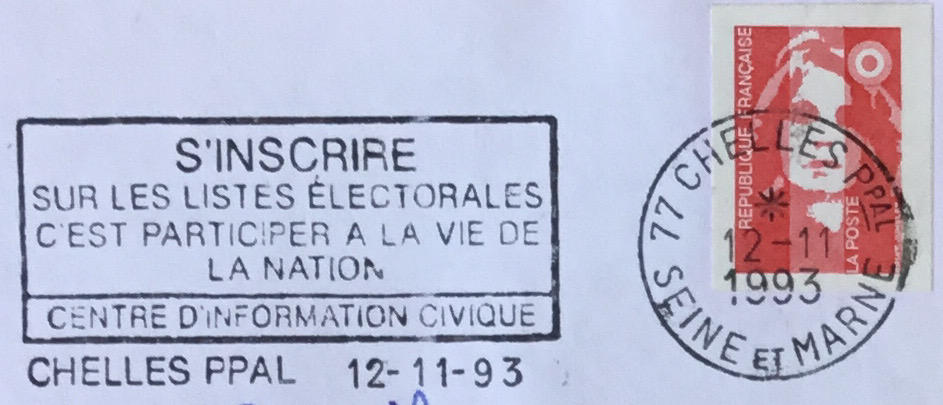 S'INSCRIRE
SUR LES LISTES ÉLECTORALES
C'EST PARTICIPER A LA VIE DE
LA NATION
CENTRE D'INFORMATION CIVIQUE
CHELLES PPAL 12-11-93
77 CHELLES PPAL
*
12-11
1993
SEINE ET MARNE
RÉPUBLIQUE FRANÇAISE
LA POSTE